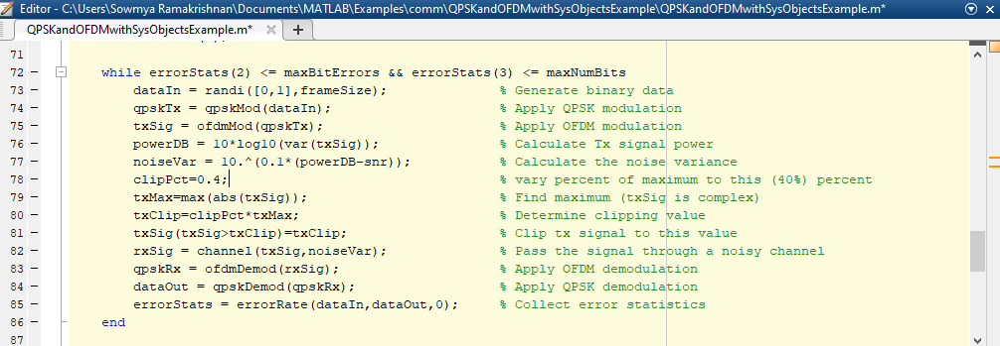 Editor - C:\Users\Sowmya Ramakrishnan\Documents\MATLAB\Examples\comm\QPSKandOFDMwithSysObjectsExample\QPSKandOFDMwithSysObjectsExample.m*
QPSKandOFDMwithSysObjectsExample.m* × +
71
72 – while errorStats(2) <= maxBitErrors && errorStats(3) <= maxNumBits
73 – dataIn = randi([0,1],frameSize); % Generate binary data
74 – qpskTx = qpskMod(dataIn); % Apply QPSK modulation
75 – txSig = ofdmMod(qpskTx); % Apply OFDM modulation
76 – powerDB = 10*log10(var(txSig)); % Calculate Tx signal power
77 – noiseVar = 10.^(0.1*(powerDB-snr)); % Calculate the noise variance
78 – clipPct=0.4; % vary percent of maximum to this (40%) percent
79 – txMax=max(abs(txSig)); % Find maximum (txSig is complex)
80 – txClip=clipPct*txMax; % Determine clipping value
81 – txSig(txSig>txClip)=txClip; % Clip tx signal to this value
82 – rxSig = channel(txSig,noiseVar); % Pass the signal through a noisy channel
83 – qpskRx = ofdmDemod(rxSig); % Apply OFDM demodulation
84 – dataOut = qpskDemod(qpskRx); % Apply QPSK demodulation
85 – errorStats = errorRate(dataIn,dataOut,0); % Collect error statistics
86 – end
87